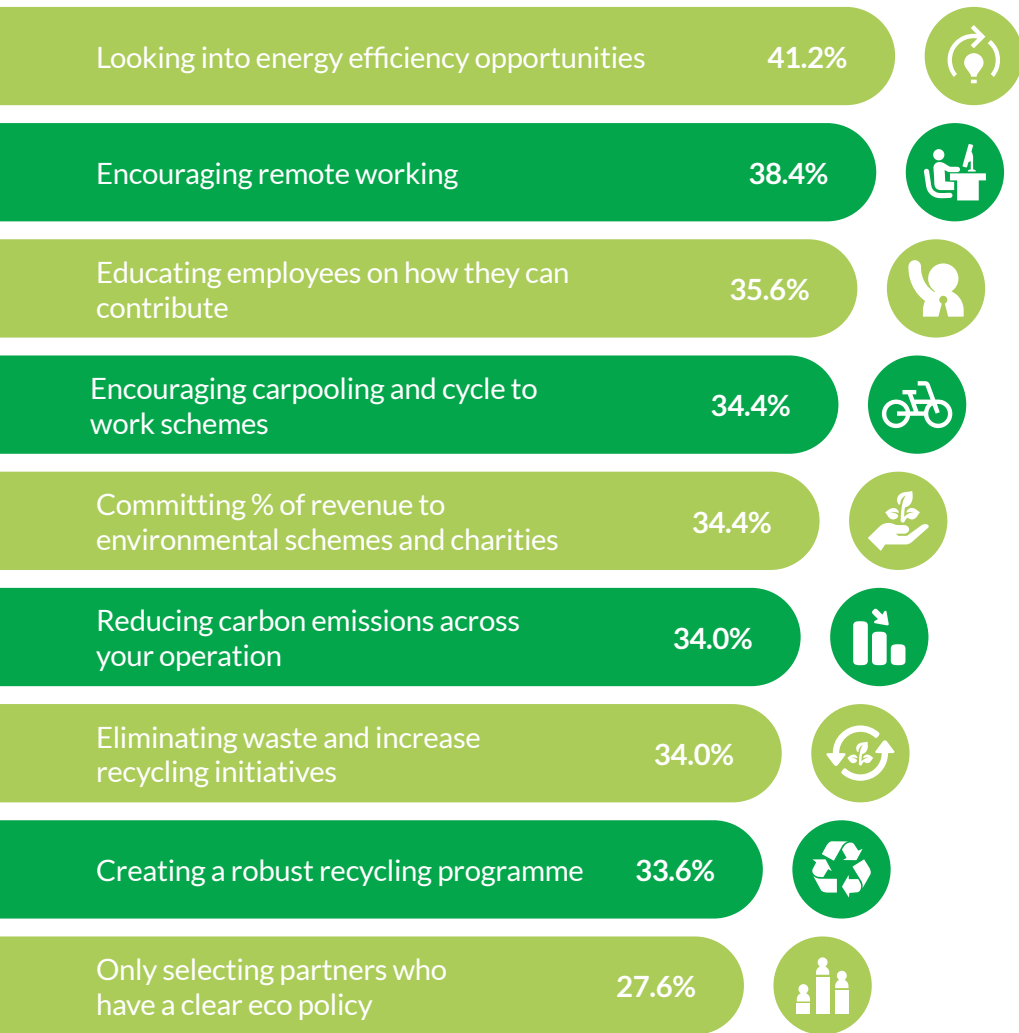 Looking into energy efficiency opportunities 41.2%
Encouraging remote working 38.4%
Educating employees on how they can
contribute
35.6%
Encouraging carpooling and cycle to
work schemes
34.4%
Committing % of revenue to
environmental schemes and charities
34.4%
Reducing carbon emissions across
your operation
34.0%
Eliminating waste and increase
recycling initiatives
34.0%
Creating a robust recycling programme 33.6%
Only selecting partners who
have a clear eco policy
27.6%